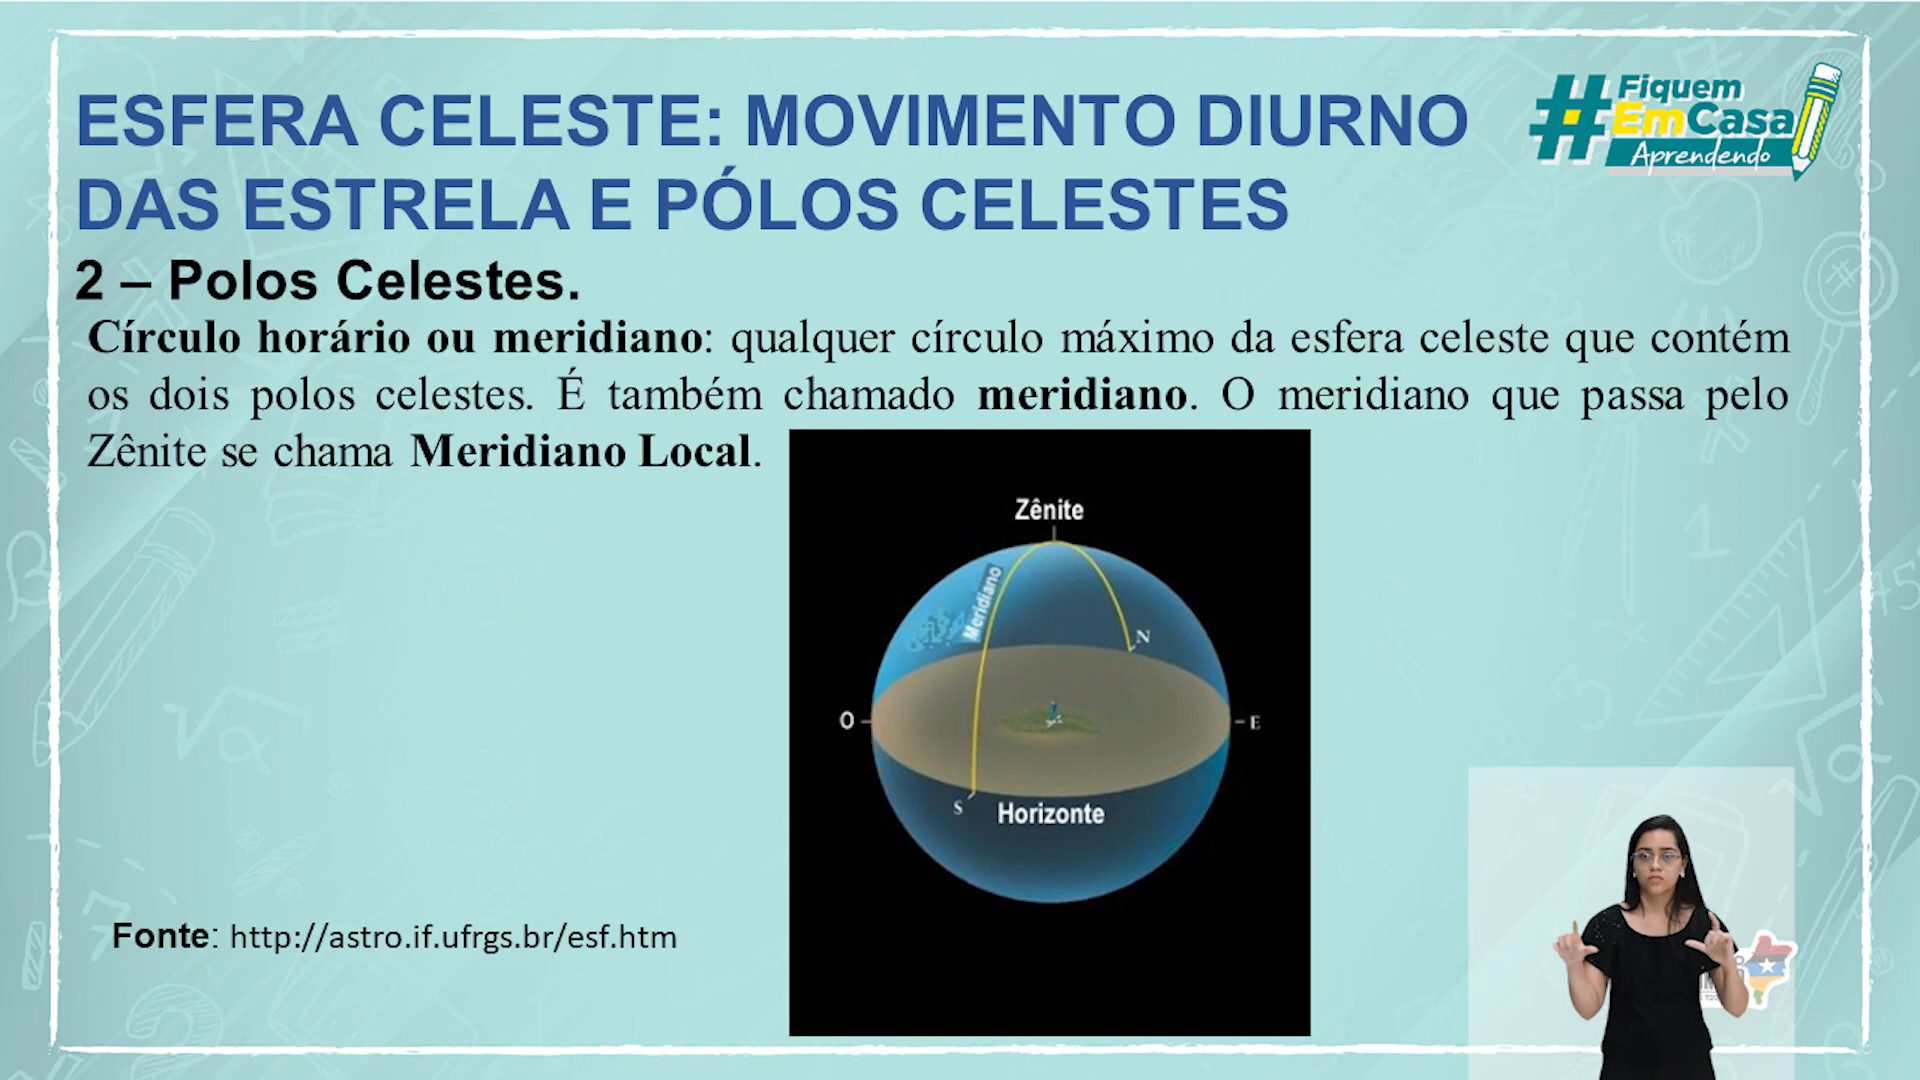 ESFERA CELESTE: MOVIMENTO DIURNO
DAS ESTRELA E PÓLOS CELESTES
#Fiquem
EmCasa
Aprendendo
2 – Polos Celestes.
Círculo horário ou meridiano: qualquer círculo máximo da esfera celeste que contém
os dois polos celestes. É também chamado meridiano. O meridiano que passa pelo
Zênite se chama Meridiano Local.
Zênite
Meridiano
N
O
E
S
Horizonte
Fonte: http://astro.if.ufrgs.br/esf.htm